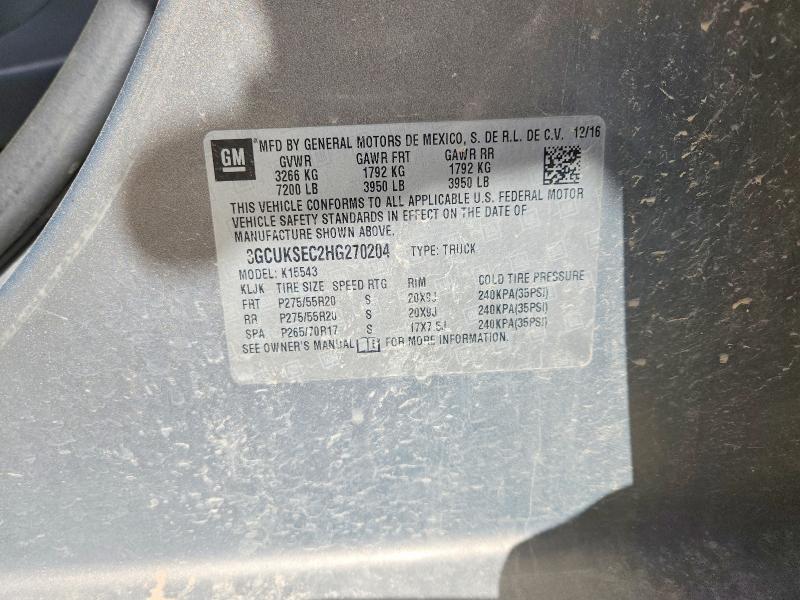 GM ® MFD BY GENERAL MOTORS DE MEXICO, S. DE R.L. DE C.V. 12/16
GVWR GAWR FRT GAWR RR
3266 KG 1792 KG 1792 KG
7200 LB 3950 LB 3950 LB
THIS VEHICLE CONFORMS TO ALL APPLICABLE U.S. FEDERAL MOTOR
VEHICLE SAFETY STANDARDS IN EFFECT ON THE DATE OF
MANUFACTURE SHOWN ABOVE.
3GCUKSEC2HG270204 TYPE: TRUCK
MODEL: K15543
KLJK TIRE SIZE SPEED RTG RIM COLD TIRE PRESSURE
FRT P275/55R20 S 20X9J 240KPA(35PSI)
RR P275/55R20 S 20X9J 240KPA(35PSI)
SPA P265/70R17 S 17X7.5J 240KPA(35PSI)
SEE OWNER'S MANUAL FOR MORE INFORMATION.